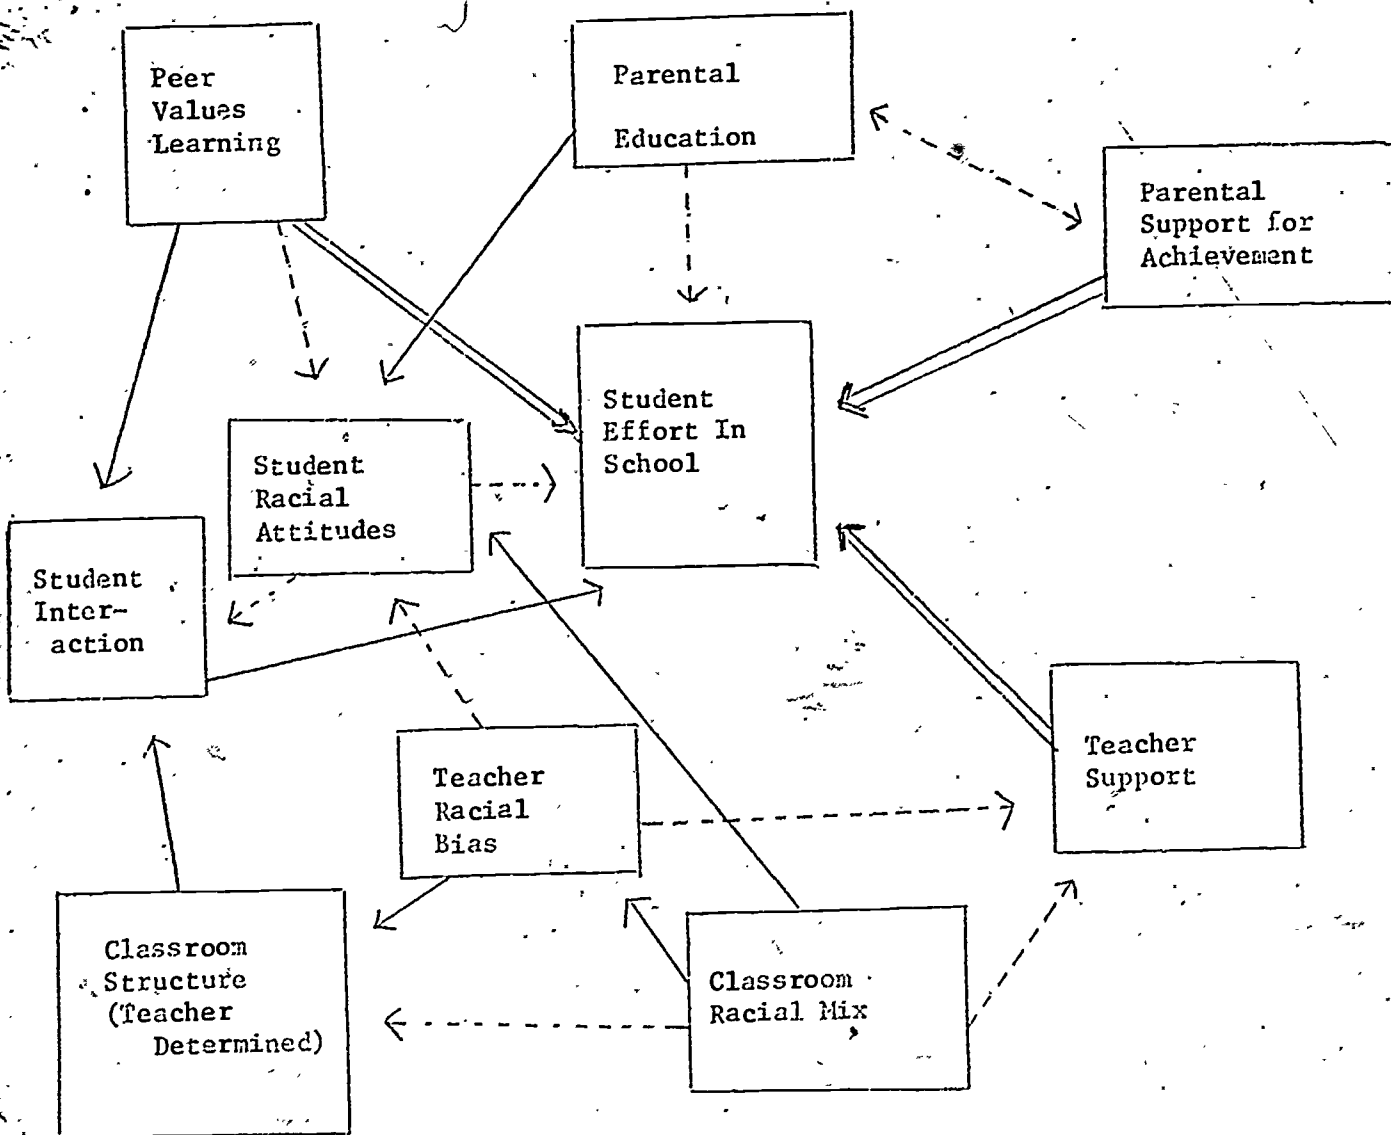 Peer
Values
Learning
Parental
Education
Parental
Support for
Achievement
Student
Effort In
School
Student
Racial
Attitudes
Student
Inter-
action
Teacher
Racial
Bias
Teacher
Support
Classroom
Structure
(Teacher
Determined)
Classroom
Racial Mix